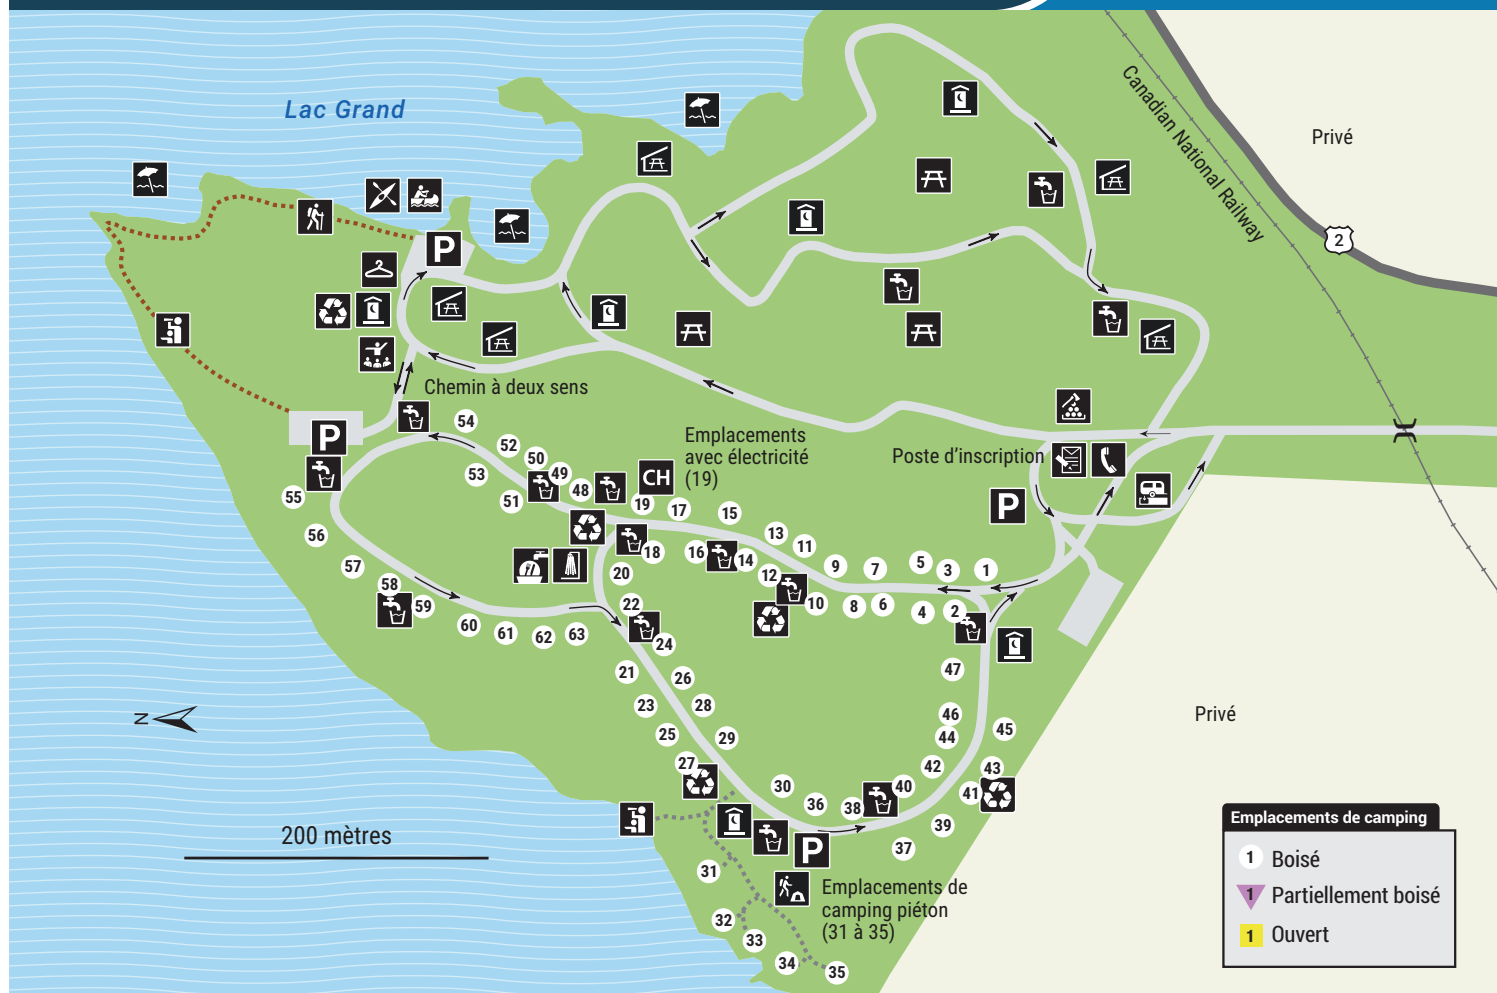 Lac Grand
Canadian National Railway
Privé
2
P
Chemin à deux sens
P
Emplacements
avec électricité
(19)
CH
Poste d'inscription
P
54
52
50
49
48
53
51
55
56
57
58
59
60
61
62
63
19
17
15
13
11
9
7
5
3
1
18
16
14
12
10
8
6
4
2
20
22
24
26
28
29
21
23
25
27
30
36
38
40
42
44
46
47
45
43
41
39
37
P
31
32
33
34
35
Emplacements de
camping piéton
(31 à 35)
Privé
N
200 mètres
Emplacements de camping
1 Boisé
1 Partiellement boisé
1 Ouvert